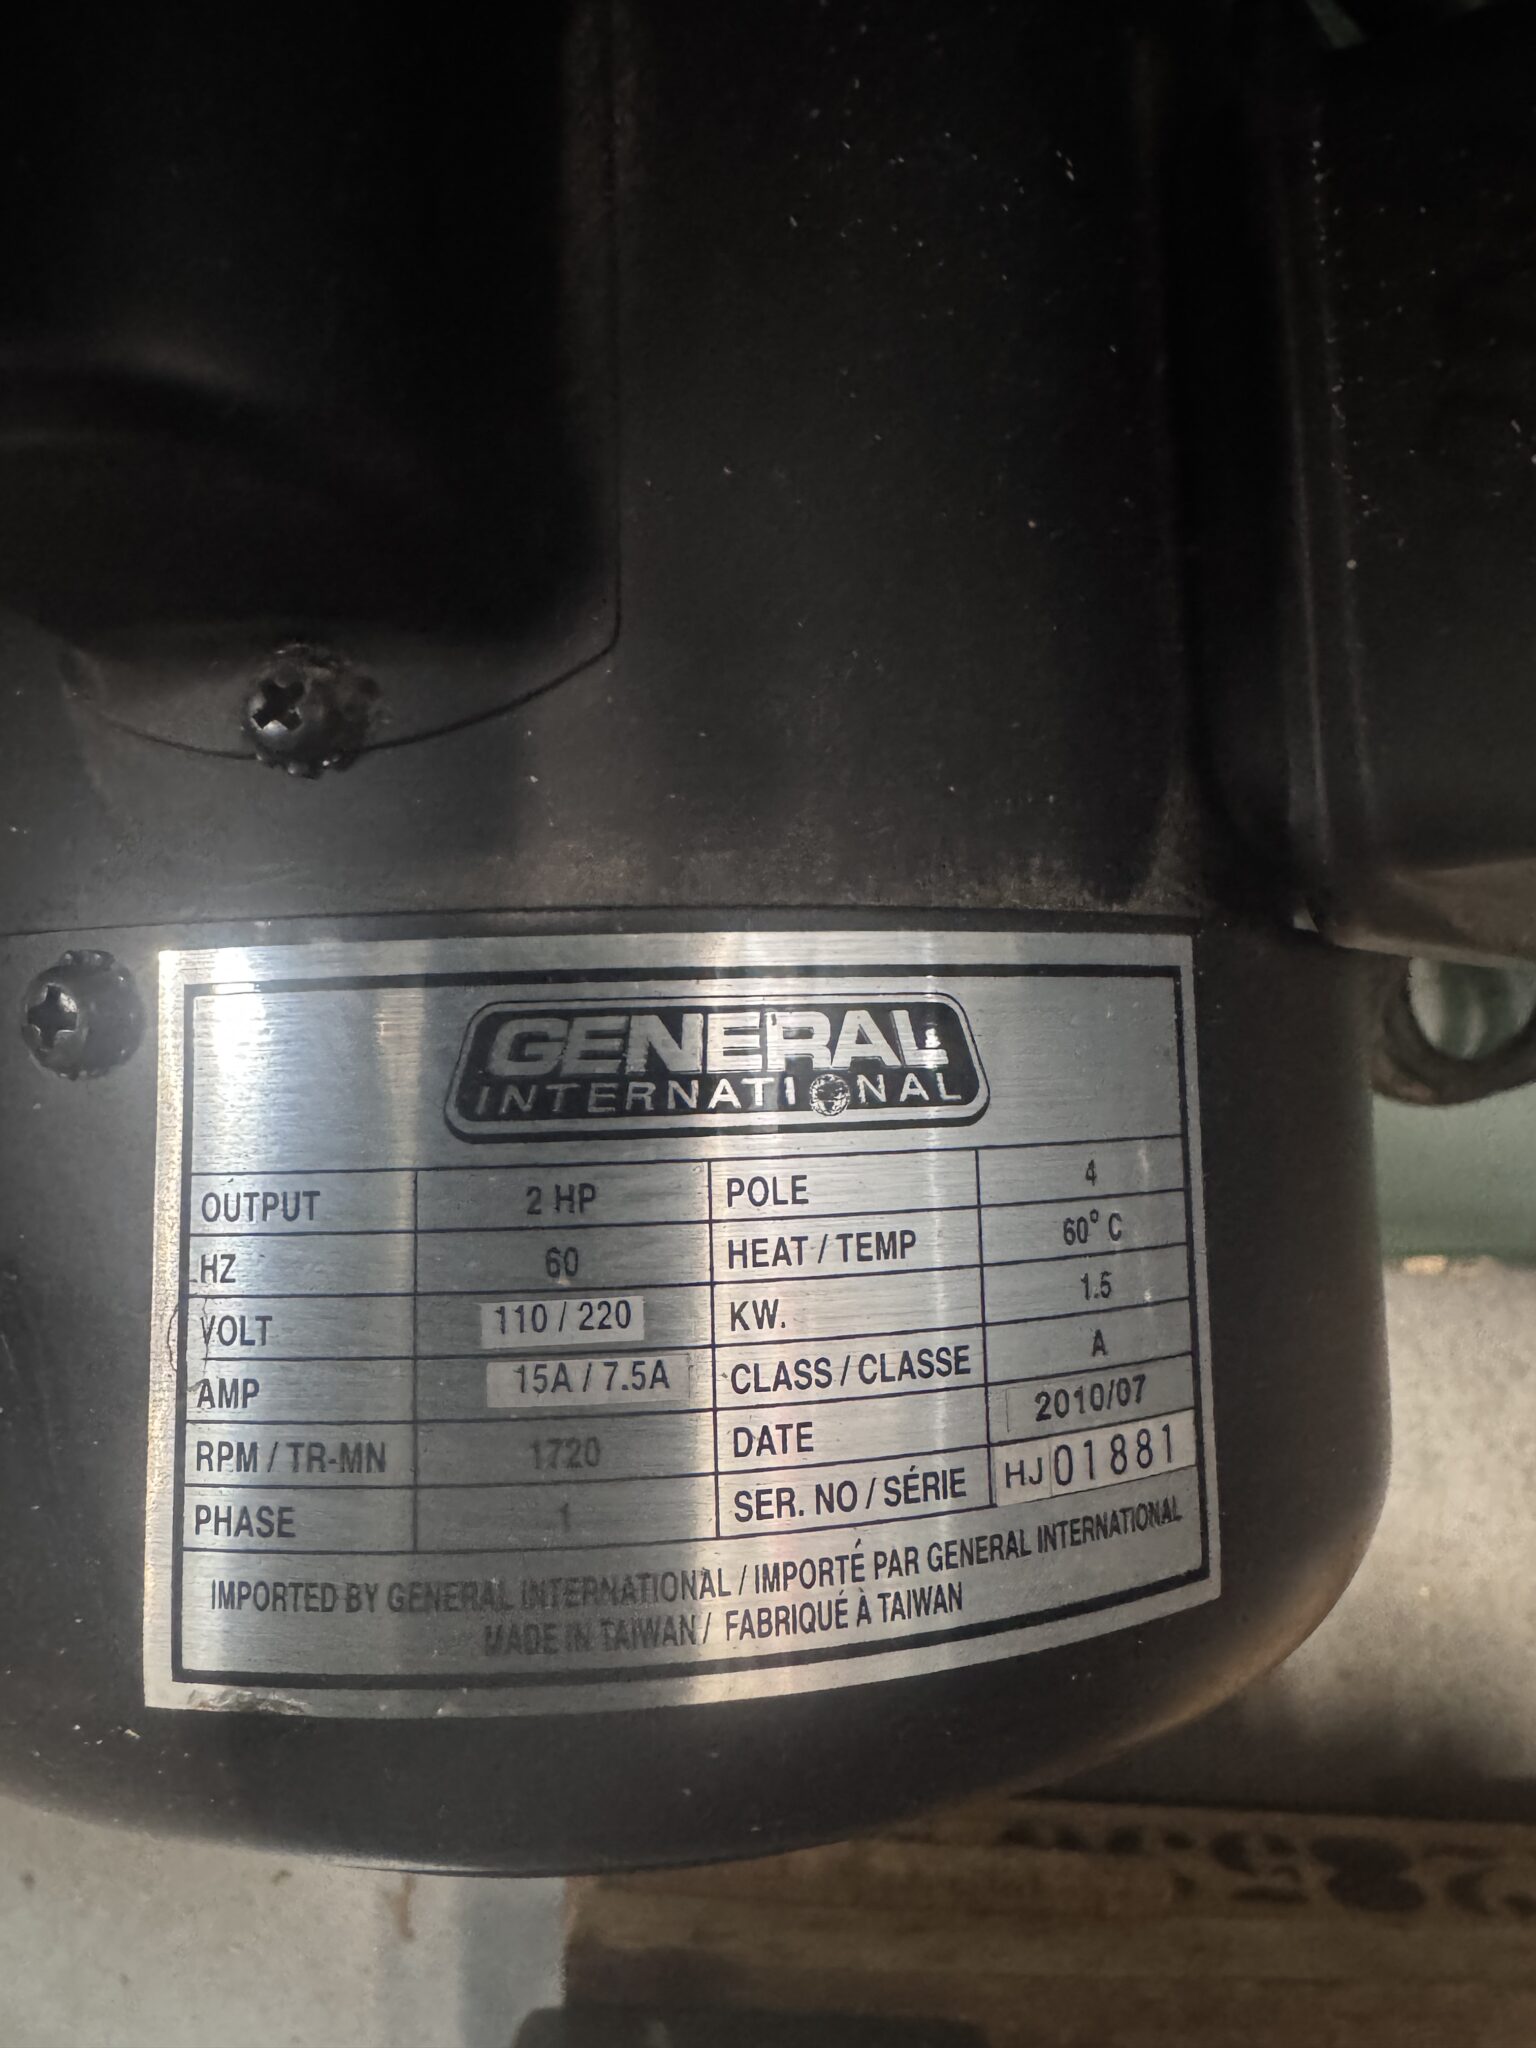 GENERAL
INTERNATIONAL
OUTPUT 2 HP POLE 4
HZ 60 HEAT / TEMP 60° C
VOLT 110 / 220 KW. 1.5
AMP 15A / 7.5A CLASS / CLASSE A
RPM / TR-MN 1720 DATE 2010/07
PHASE 1 SER. NO / SÉRIE HJ01881
IMPORTED BY GENERAL INTERNATIONAL / IMPORTÉ PAR GENERAL INTERNATIONAL
MADE IN TAIWAN / FABRIQUÉ À TAIWAN